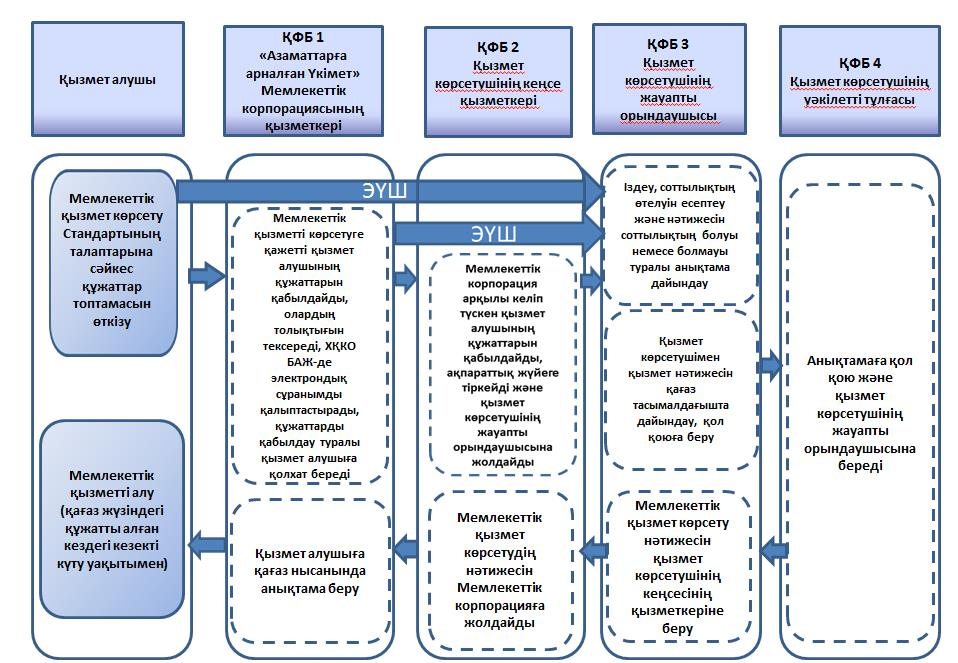 Қызмет алушы
ҚФБ 1
«Азаматтарға
арналған Үкімет»
Мемлекеттік
корпорациясының
қызметкері
ҚФБ 2
Қызмет
көрсетушінің кеңсе
қызметкері
ҚФБ 3
Қызмет
көрсетушінің
жауапты
орындаушысы
ҚФБ 4
Қызмет көрсетушінің
уәкілетті тұлғасы
Мемлекеттік
қызмет көрсету
Стандартының
талаптарына
сәйкес
құжаттар
топтамасын
өткізу
ЭҮШ
ЭҮШ
Мемлекеттік
қызметті көрсетуге
қажетті қызмет
алушының
құжаттарын
қабылдайды,
олардың
толықтығын
тексереді, ХҚКО
БАЖ-де
электрондық
сұранымды
қалыптастырады,
құжаттарды
қабылдау туралы
қызмет алушыға
қолхат береді
Мемлекеттік
корпорация
арқылы келіп
түскен қызмет
алушының
құжаттарын
қабылдайды,
ақпараттық жүйеге
тіркейді және
қызмет
көрсетушінің
жауапты
орындаушысына
жолдайды
Іздеу, соттылықтың
өтелуін есептеу
және нәтижесін
соттылықтың болуы
немесе болмауы
туралы анықтама
дайындау
Қызмет
көрсетушімен
қызмет нәтижесін
қағаз
тасымалдағышта
дайындау, қол
қоюға беру
Анықтамаға қол
қою және
қызмет
көрсетушінің
жауапты
орындаушысына
береді
Мемлекеттік
қызмет көрсету
нәтижесін
қызмет
көрсетушінің
кеңсесінің
қызметкеріне
беру
Мемлекеттік
қызмет
көрсетудің
нәтижесін
Мемлекеттік
корпорацияға
жолдайды
Қызмет алушыға
қағаз нысанында
анықтама беру
Мемлекеттік
қызметті алу
(қағаз жүзіндегі
құжатты алған
кездегі кезекті
күту уақытымен)